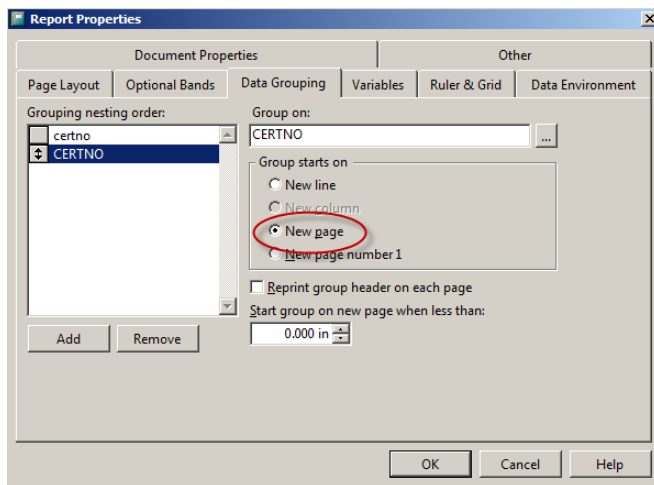 Report Properties
Document Properties
Other
Page Layout
Optional Bands
Data Grouping
Variables
Ruler & Grid
Data Environment
Grouping nesting order:
certno
CERTNO
Group on:
CERTNO
...
Group starts on
New line
New column
New page
New page number 1
Reprint group header on each page
Start group on new page when less than:
0.000 in
Add
Remove
OK
Cancel
Help